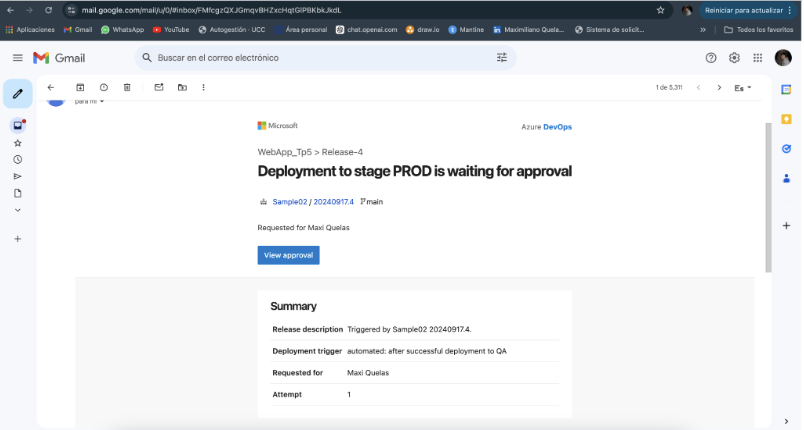 mail.google.com/mail/u/0/#inbox/FMfcgzQXJGmqvBHZxcHqtGlPBKbkJkdL
Reiniciar para actualizar
Aplicaciones Gmail WhatsApp YouTube Autogestión - UCC Área personal chat.openai.com draw.io Mantine Maximiliano Quela... Sistema de solicit... » Todos los favoritos
Gmail
Buscar en el correo electrónico
1 de 5,311
Es
para mí
Microsoft
Azure DevOps
WebApp_Tp5 > Release-4
Deployment to stage PROD is waiting for approval
Sample02 / 20240917.4 main
Requested for Maxi Quelas
View approval
Summary
Release description Triggered by Sample02 20240917.4.
Deployment trigger automated: after successful deployment to QA
Requested for Maxi Quelas
Attempt 1